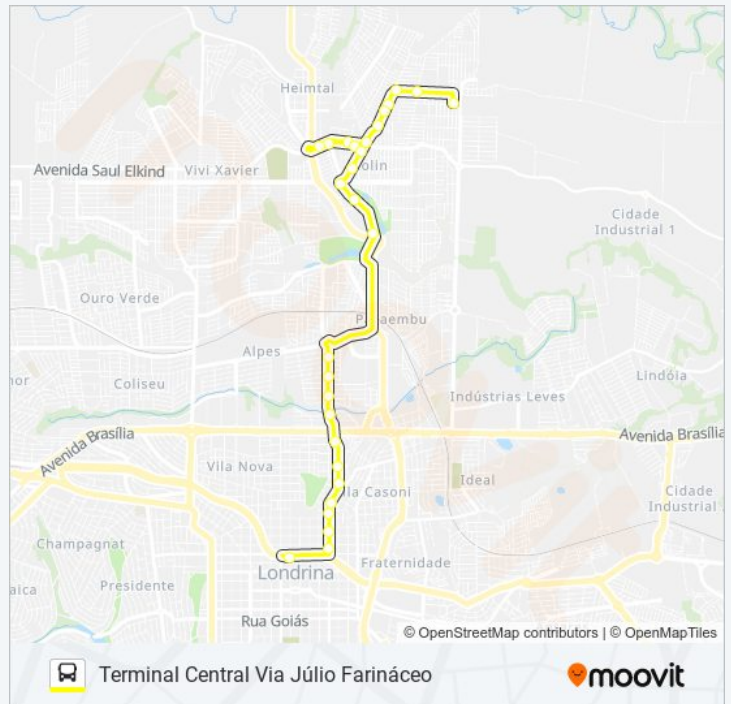 Heimtal
Avenida Saul Elkind
Vivi Xavier
olin
Cidade
Industrial 1
Ouro Verde
P
aembu
Alpes
Coliseu
Indústrias Leves
Lindóia
Avenida Brasília
Avenida Brasília
Vila Nova
la Casoni
Ideal
Cidade
Industrial
Champagnat
Presidente
Londrina
Fraternidade
Rua Goiás
© OpenStreetMap contributors | © OpenMapTiles
Terminal Central Via Júlio Farináceo
moovit